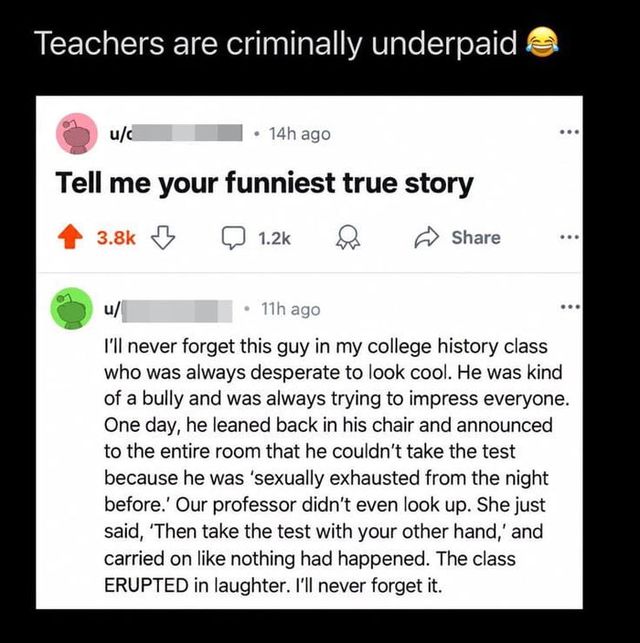 Teachers are criminally underpaid 😂
u/ • 14h ago
Tell me your funniest true story
3.8k 1.2k Share
u/ • 11h ago
I'll never forget this guy in my college history class
who was always desperate to look cool. He was kind
of a bully and was always trying to impress everyone.
One day, he leaned back in his chair and announced
to the entire room that he couldn't take the test
because he was 'sexually exhausted from the night
before.' Our professor didn't even look up. She just
said, 'Then take the test with your other hand,' and
carried on like nothing had happened. The class
ERUPTED in laughter. I'll never forget it.